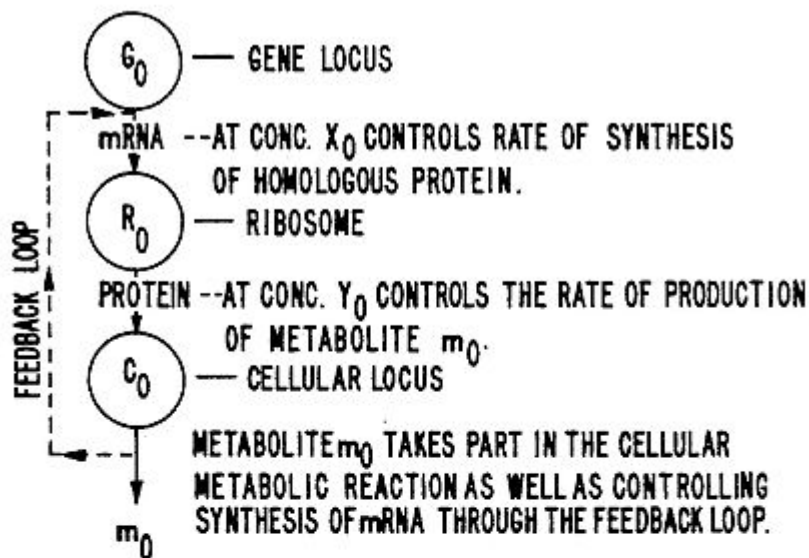 G0 — GENE LOCUS
mRNA --AT CONC. X0 CONTROLS RATE OF SYNTHESIS
OF HOMOLOGOUS PROTEIN.
R0 — RIBOSOME
FEEDBACK LOOP
PROTEIN --AT CONC. Y0 CONTROLS THE RATE OF PRODUCTION
OF METABOLITE m0.
C0 — CELLULAR LOCUS
METABOLITE m0 TAKES PART IN THE CELLULAR
METABOLIC REACTION AS WELL AS CONTROLLING
SYNTHESIS OF mRNA THROUGH THE FEEDBACK LOOP.
m0